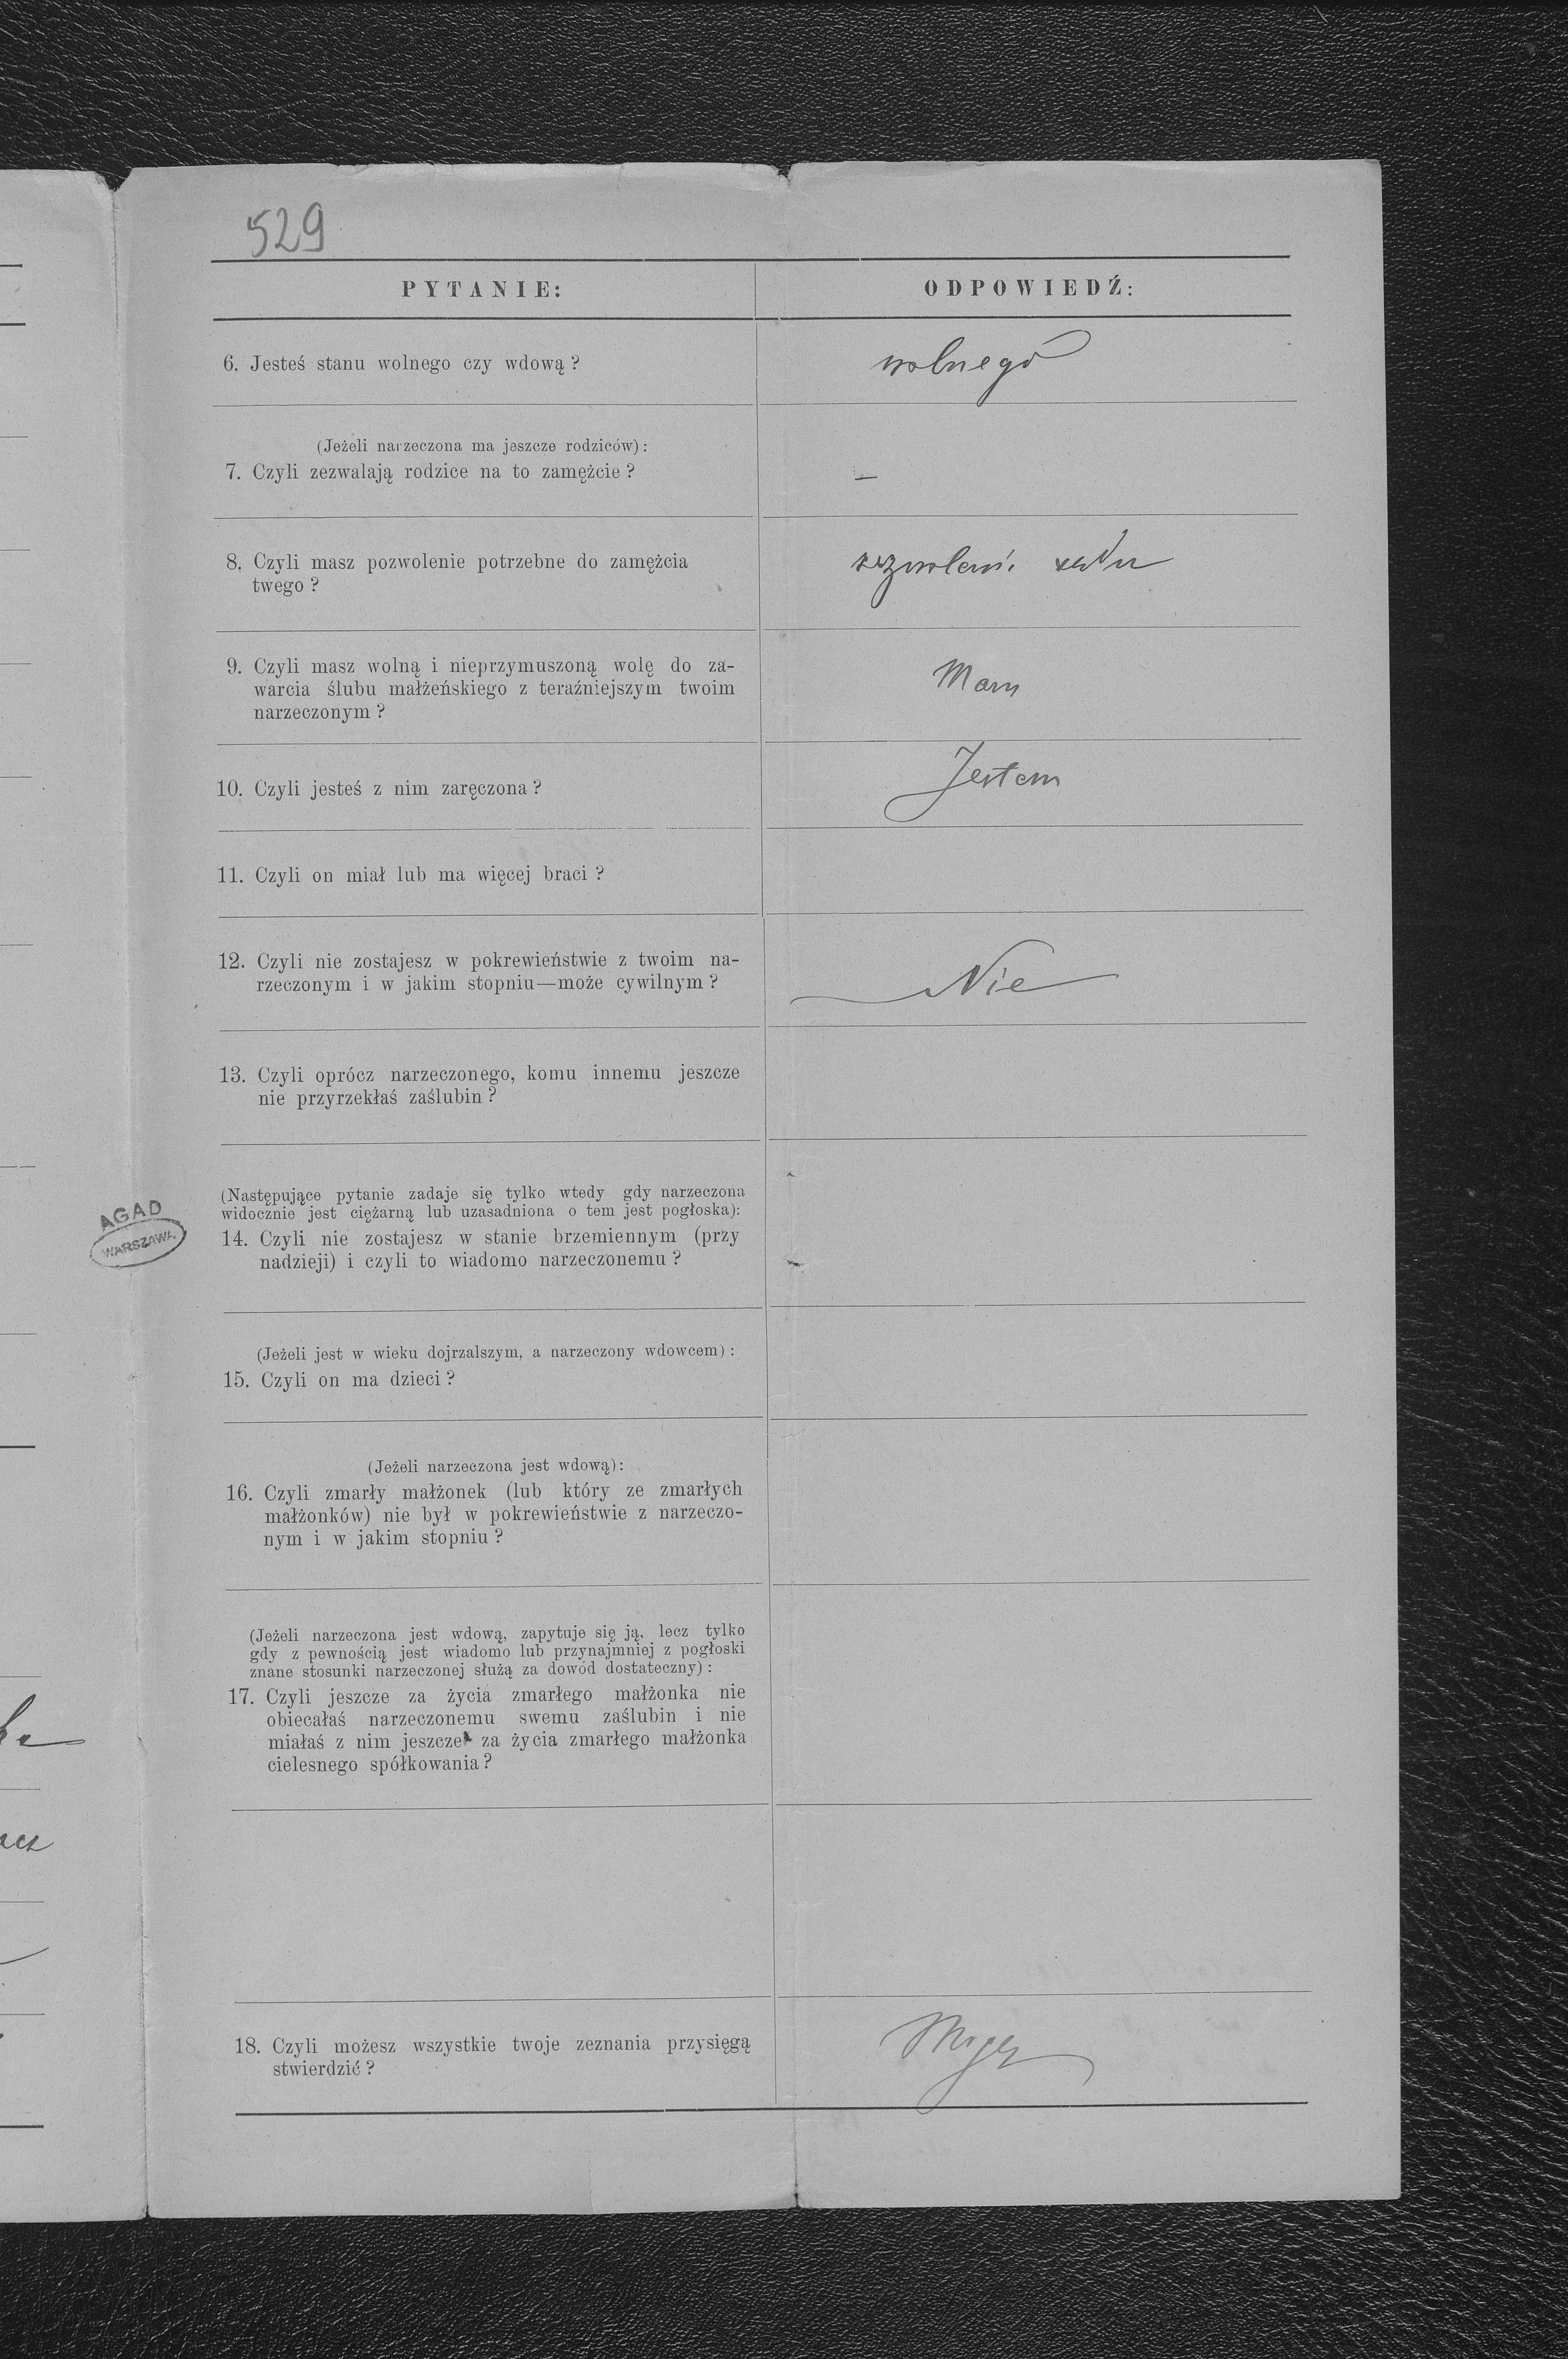 529
PYTANIE:
ODPOWIEDŹ:
6. Jesteś stanu wolnego czy wdową?
wolnego
(Jeżeli narzeczona ma jeszcze rodziców):
7. Czyli zezwalają rodzice na to zamężcie?
—
8. Czyli masz pozwolenie potrzebne do zamężcia
twego?
sądu
9. Czyli masz wolną i nieprzymuszoną wolę do za-
warcia ślubu małżeńskiego z teraźniejszym twoim
narzeczonym?
Mam
10. Czyli jesteś z nim zaręczona?
Jestem
11. Czyli on miał lub ma więcej braci?
12. Czyli nie zostajesz w pokrewieństwie z twoim na-
rzeczonym i w jakim stopniu—może cywilnym?
Nie
13. Czyli oprócz narzeczonego, komu innemu jeszcze
nie przyrzekłaś zaślubin?
(Następujące pytanie zadaje się tylko wtedy gdy narzeczona
widocznie jest ciężarną lub uzasadniona o tem jest pogłoska):
14. Czyli nie zostajesz w stanie brzemiennym (przy
nadzieji) i czyli to wiadomo narzeczonemu?
AGAD
WARSZAWA
(Jeżeli jest w wieku dojrzalszym, a narzeczony wdowcem):
15. Czyli on ma dzieci?
(Jeżeli narzeczona jest wdową):
16. Czyli zmarły małżonek (lub który ze zmarłych
małżonków) nie był w pokrewieństwie z narzeczo-
nym i w jakim stopniu?
(Jeżeli narzeczona jest wdową, zapytuje się ją, lecz tylko
gdy z pewnością jest wiadomo lub przynajmniej z pogłoski
znane stosunki narzeczonej służą za dowód dostateczny):
17. Czyli jeszcze za życia zmarłego małżonka nie
obiecałaś narzeczonemu swemu zaślubin i nie
miałaś z nim jeszcze za życia zmarłego małżonka
cielesnego spółkowania?
18. Czyli możesz wszystkie twoje zeznania przysięgą
stwierdzić?
Mogę